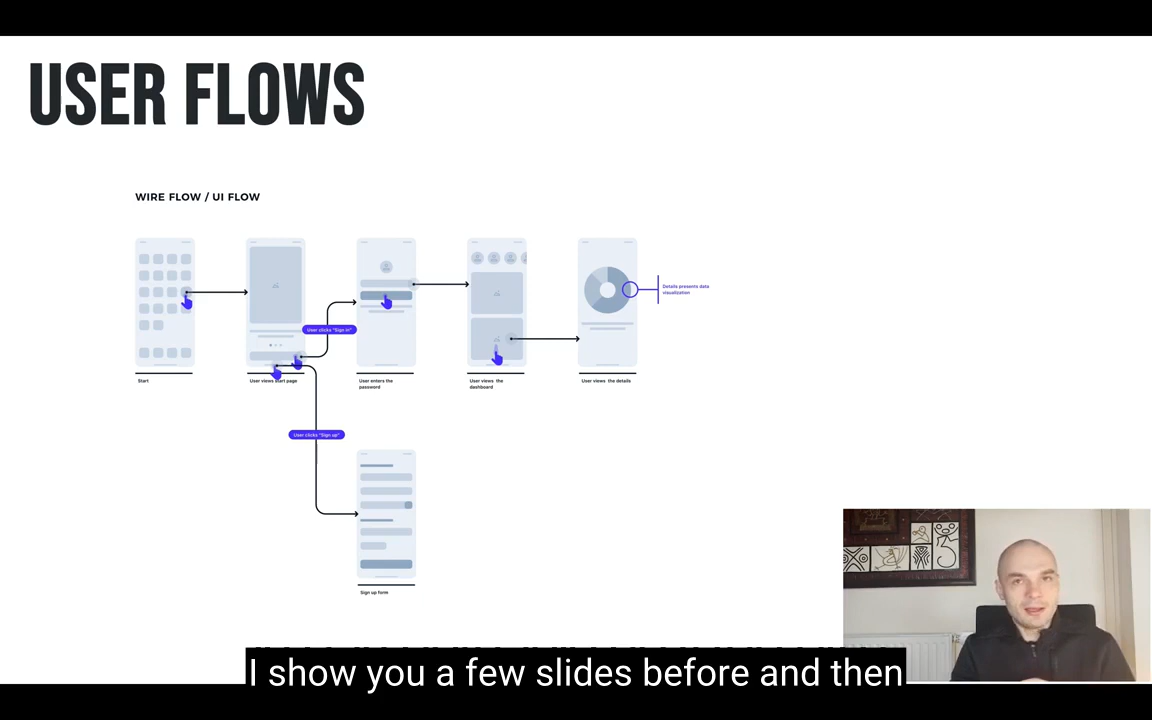 USER FLOWS
WIRE FLOW / UI FLOW
Details presents data
visualization
User clicks "Sign in"
Start
User views start page
User enters the
password
User views the
dashboard
User views the details
User clicks "Sign up"
Sign up form
I show you a few slides before and then